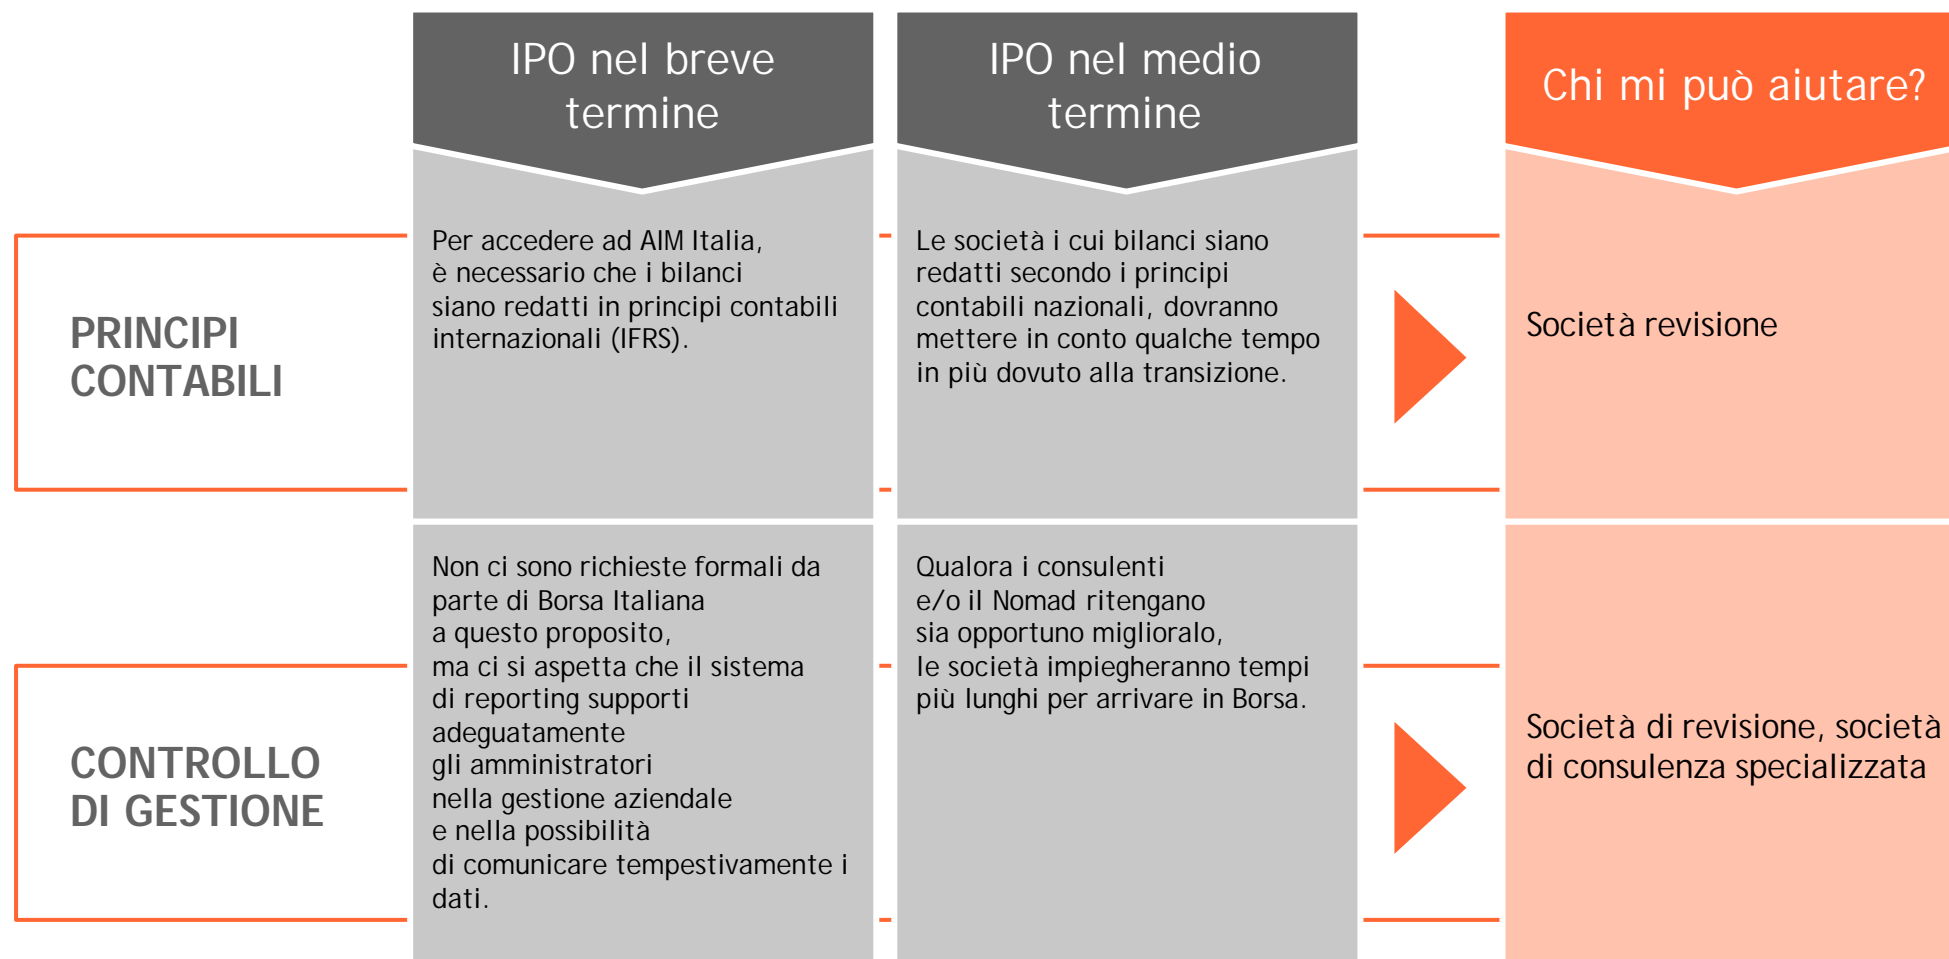 IPO nel breve
termine
IPO nel medio
termine
Chi mi può aiutare?
PRINCIPI
CONTABILI
Per accedere ad AIM Italia,
è necessario che i bilanci
siano redatti in principi contabili
internazionali (IFRS).
Le società i cui bilanci siano
redatti secondo i principi
contabili nazionali, dovranno
mettere in conto qualche tempo
in più dovuto alla transizione.
Società revisione
CONTROLLO
DI GESTIONE
Non ci sono richieste formali da
parte di Borsa Italiana
a questo proposito,
ma ci si aspetta che il sistema
di reporting supporti
adeguatamente
gli amministratori
nella gestione aziendale
e nella possibilità
di comunicare tempestivamente i
dati.
Qualora i consulenti
e/o il Nomad ritengano
sia opportuno miglioralo,
le società impiegheranno tempi
più lunghi per arrivare in Borsa.
Società di revisione, società
di consulenza specializzata